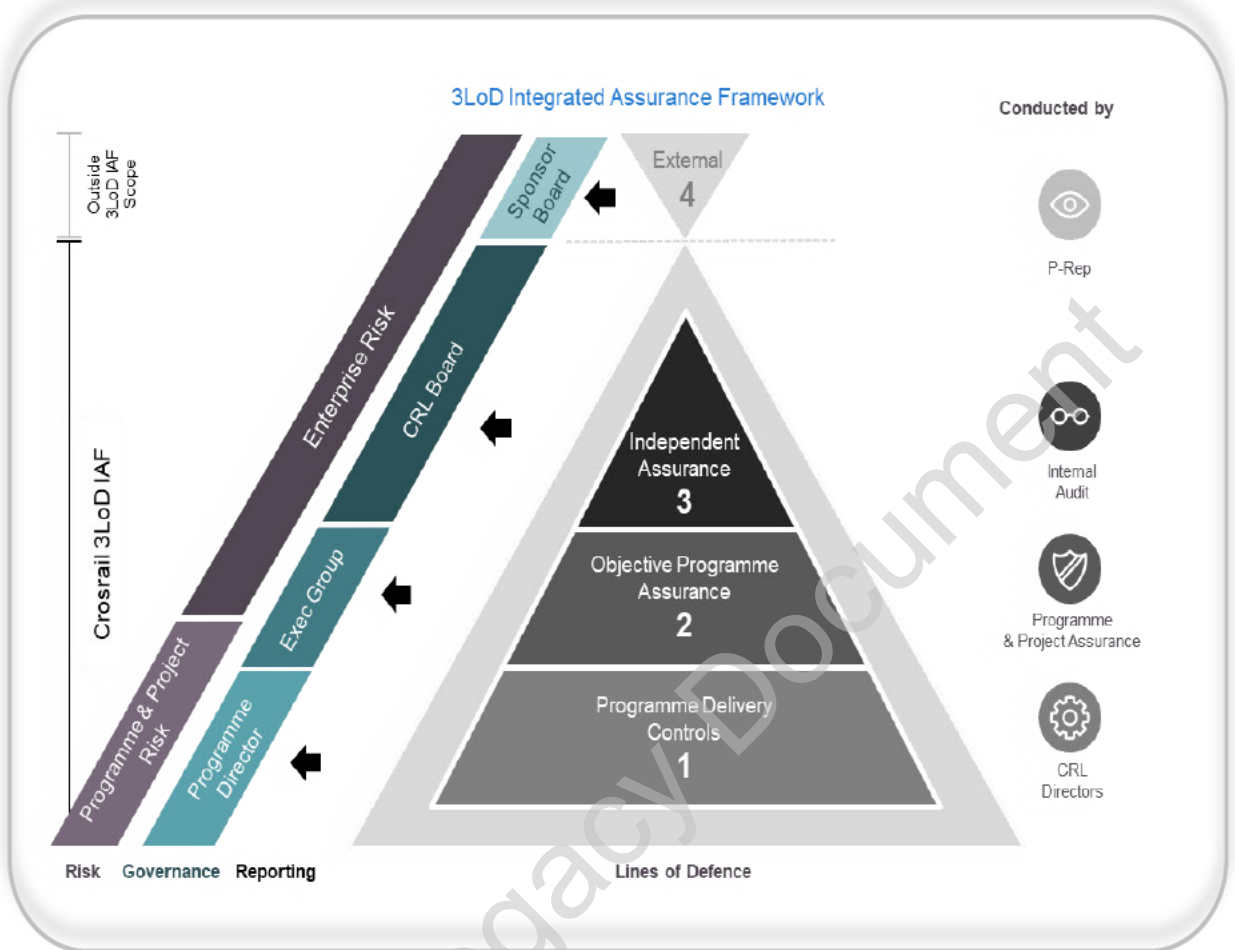 3LoD Integrated Assurance Framework
Conducted by
Outside
3LoD IAF
Scope
Crosrail 3LoD IAF
Enterprise Risk
Programme & Project
Risk
Sponsor
Board
CRL Board
Exec Group
Programme
Director
External
4
Independent
Assurance
3
Objective Programme
Assurance
2
Programme Delivery
Controls
1
P-Rep
Internal
Audit
Programme
& Project Assurance
CRL
Directors
Risk Governance Reporting
Lines of Defence
egacy Document